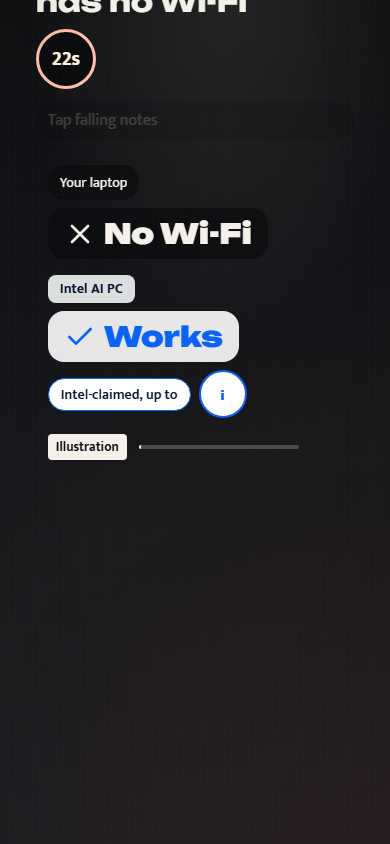 has no Wi-Fi
22s
Tap falling notes
Your laptop
No Wi-Fi
Intel AI PC
Works
Intel-claimed, up to
i
Illustration